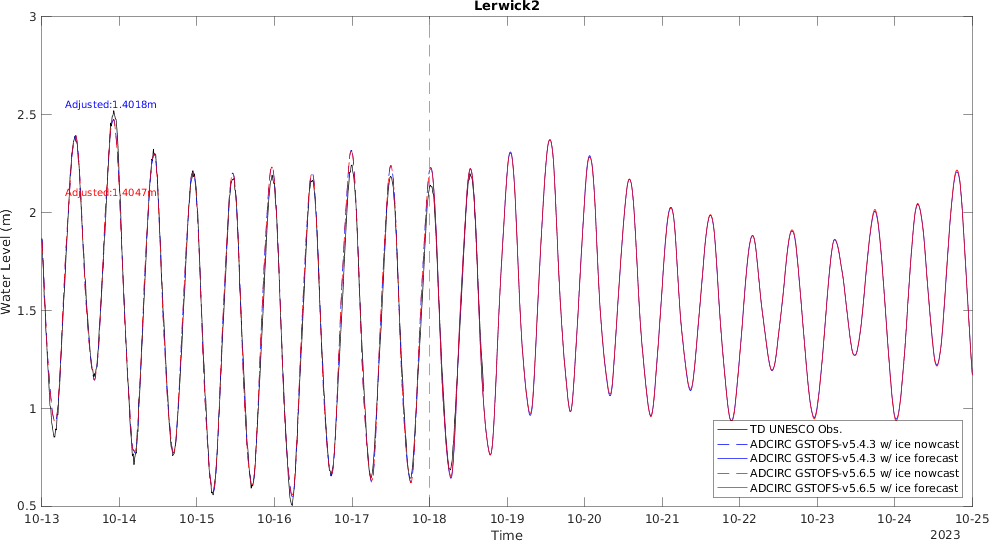 Lerwick2
3
2.5
2
1.5
1
0.5
Water Level (m)
Adjusted:1.4018m
Adjusted:1.4047m
TD UNESCO Obs.
ADCIRC GSTOFS-v5.4.3 w/ ice nowcast
ADCIRC GSTOFS-v5.4.3 w/ ice forecast
ADCIRC GSTOFS-v5.6.5 w/ ice nowcast
ADCIRC GSTOFS-v5.6.5 w/ ice forecast
10-13 10-14 10-15 10-16 10-17 10-18 10-19 10-20 10-21 10-22 10-23 10-24 10-25
Time
2023